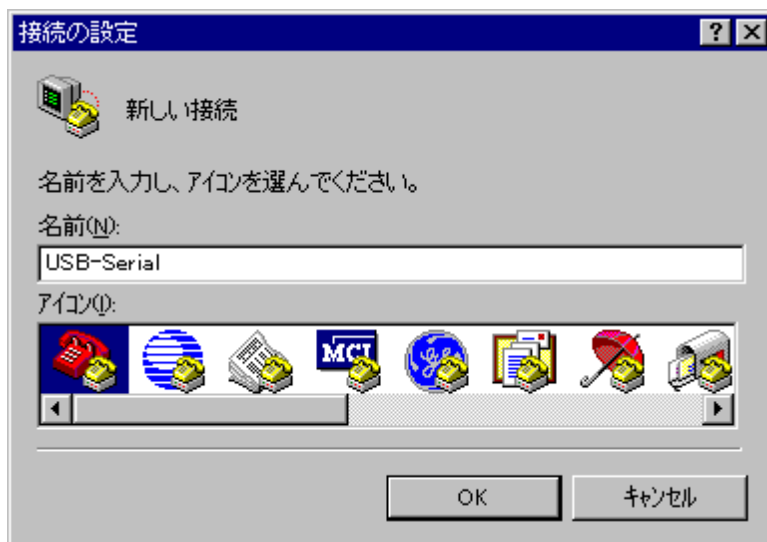 接続の設定
新しい接続
名前を入力し、アイコンを選んでください。
名前(N):
USB-Serial
アイコン(I):
MCI
OK
キャンセル